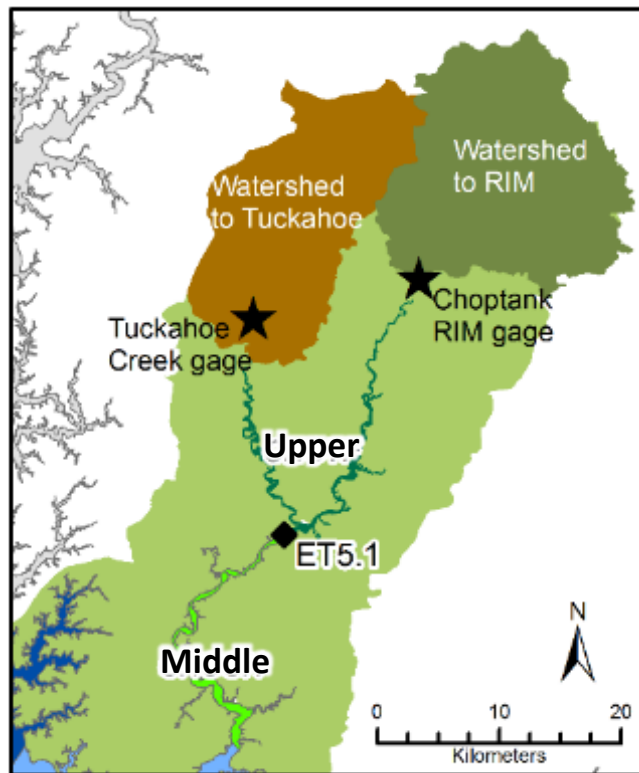 Watershed
to RIM
Watershed
to Tuckahoe
Choptank
RIM gage
Tuckahoe
Creek gage
Upper
ET5.1
Middle
N
0 10 20
Kilometers